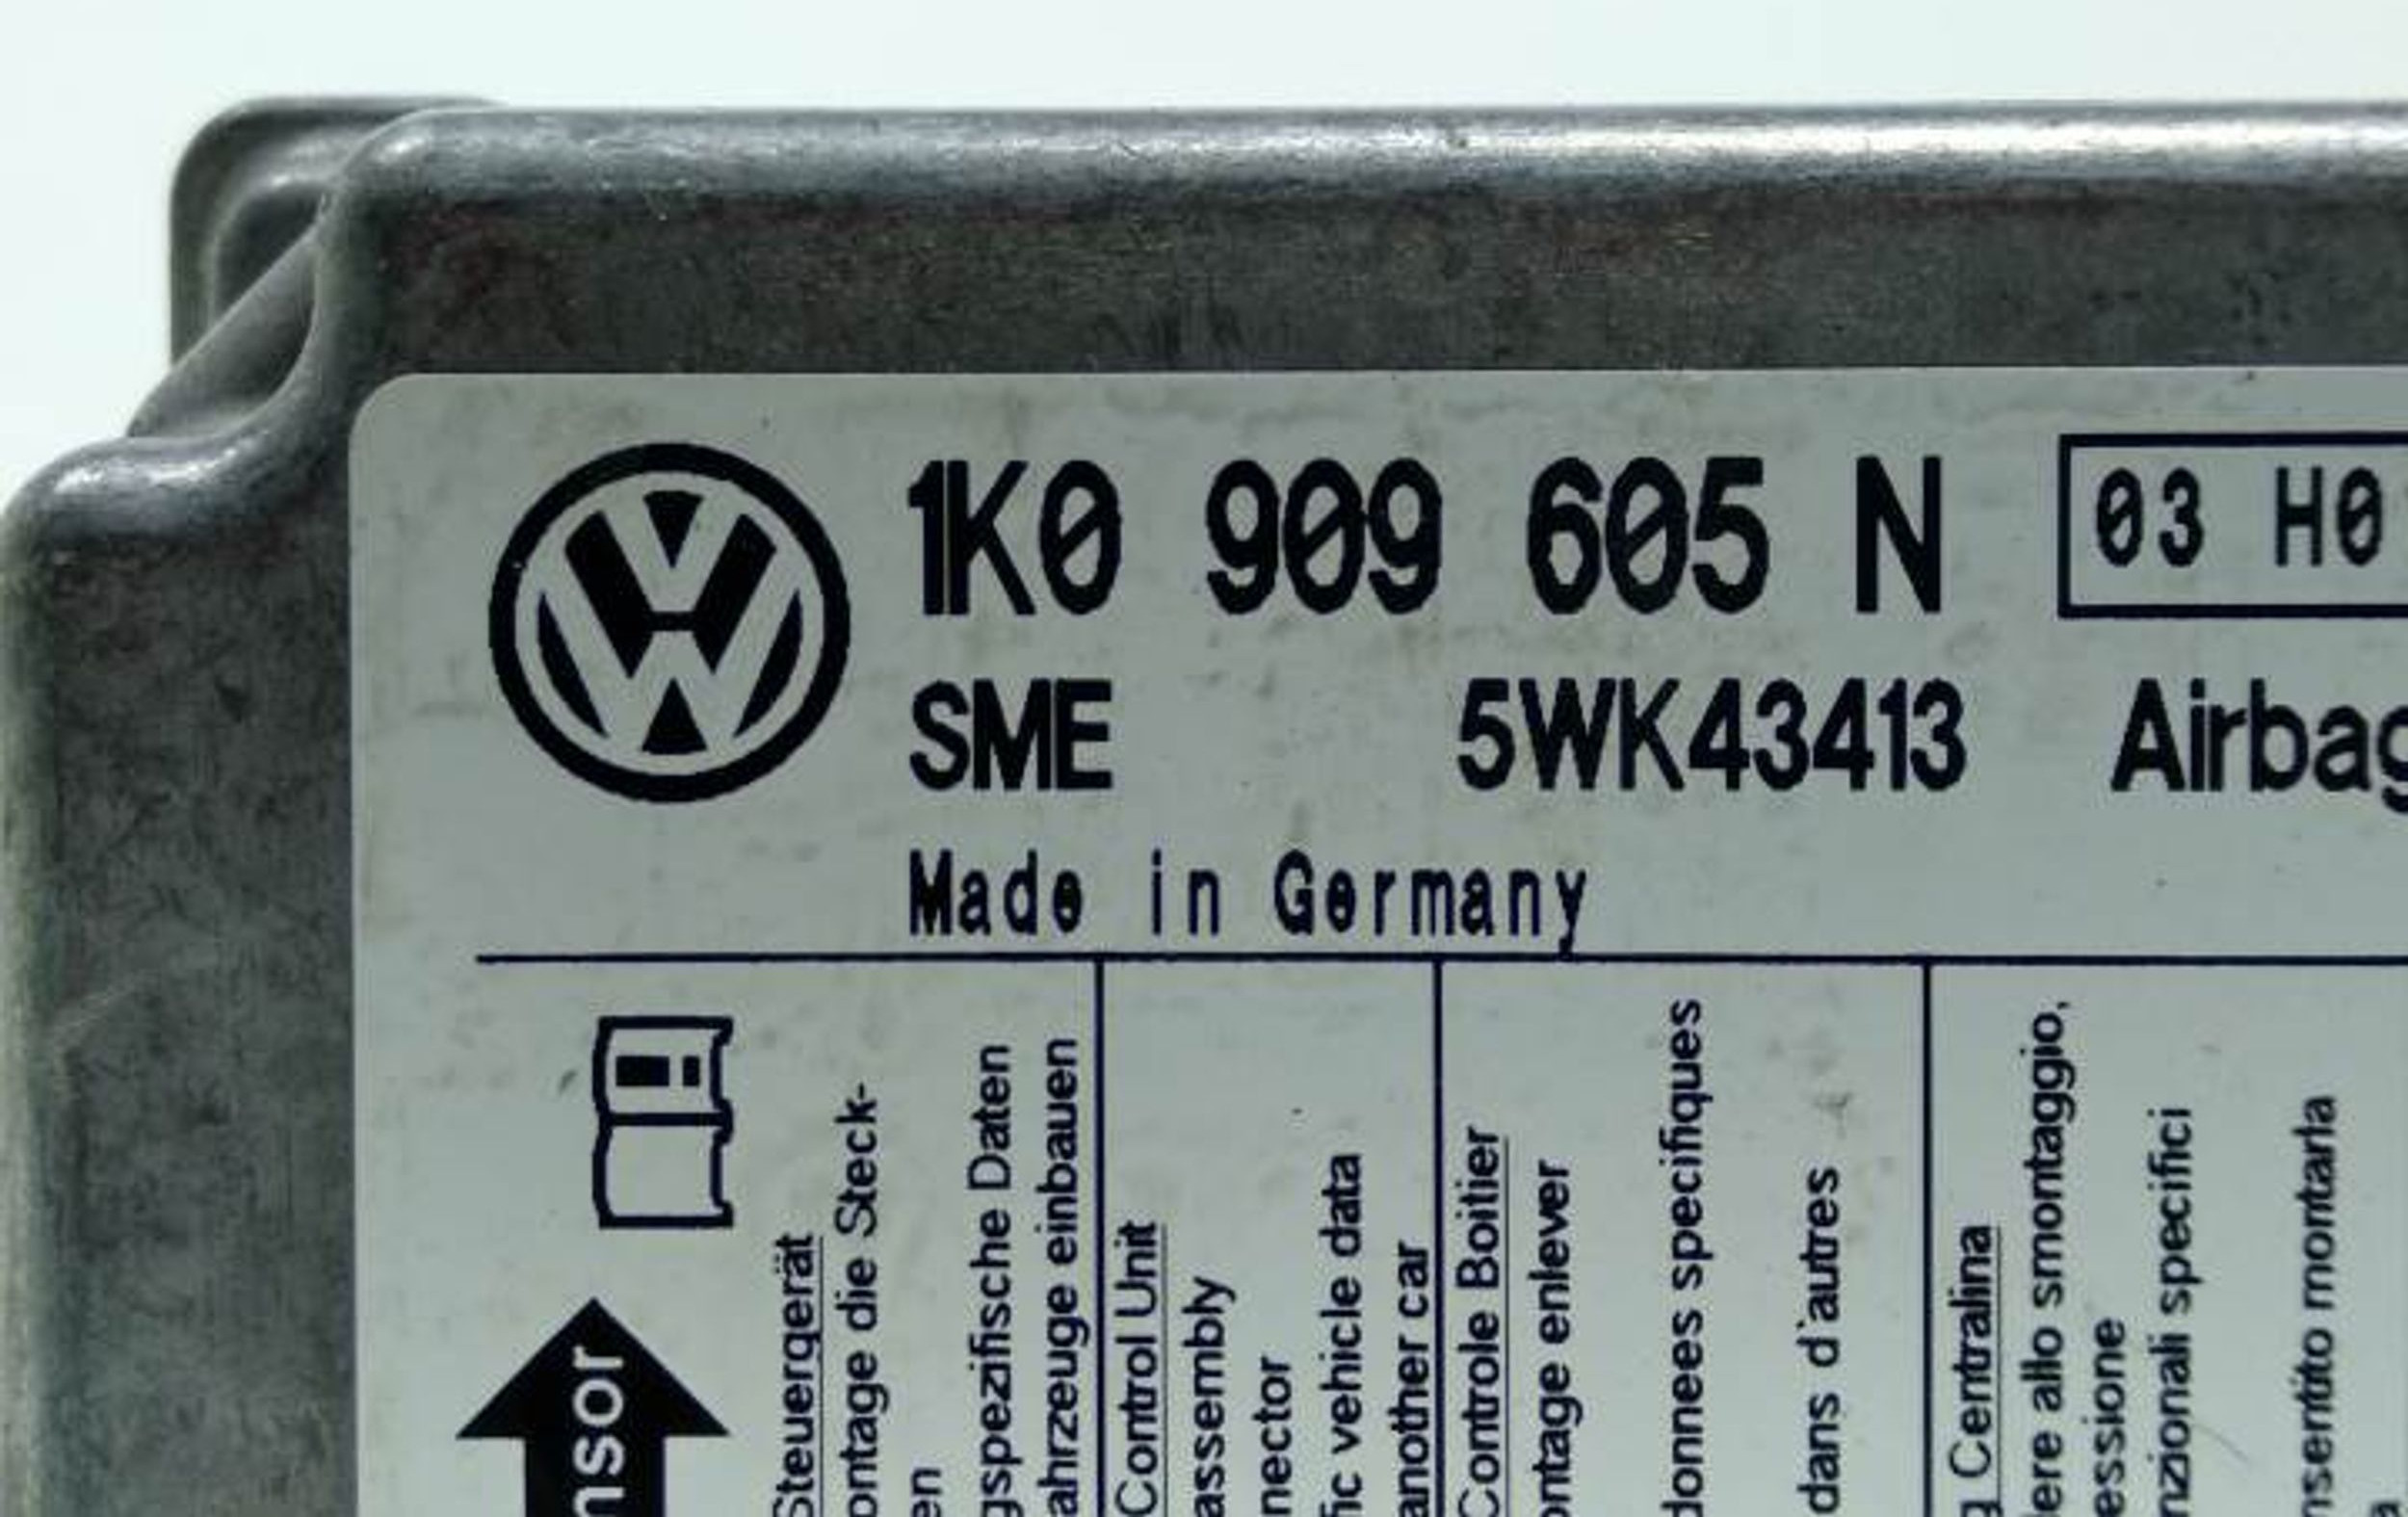 1K0 909 605 N
03 H0
SME 5WK43413 Airbag
Made in Germany
nsor
Steuergerät
ontage die Steck-
en
gspezifische Daten
ahrzeuge einbauen
Control Unit
assembly
nector
fic vehicle data
another car
Controle Boitier
ontage enlever
donnees specifiques
dans d'autres
g Centralina
dere allo smontaggio,
essione
nzionali specifici
nserirlo montarla